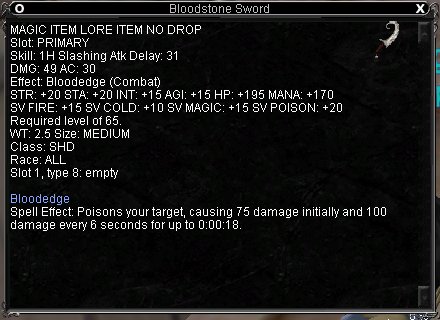 Bloodstone Sword
MAGIC ITEM LORE ITEM NO DROP
Slot: PRIMARY
Skill: 1H Slashing Atk Delay: 31
DMG: 49 AC: 30
Effect: Bloodedge (Combat)
STR: +20 STA: +20 INT: +15 AGI: +15 HP: +195 MANA: +170
SV FIRE: +15 SV COLD: +10 SV MAGIC: +15 SV POISON: +20
Required level of 65.
WT: 2.5 Size: MEDIUM
Class: SHD
Race: ALL
Slot 1, type 8: empty
Bloodedge
Spell Effect: Poisons your target, causing 75 damage initially and 100
damage every 6 seconds for up to 0:00:18.